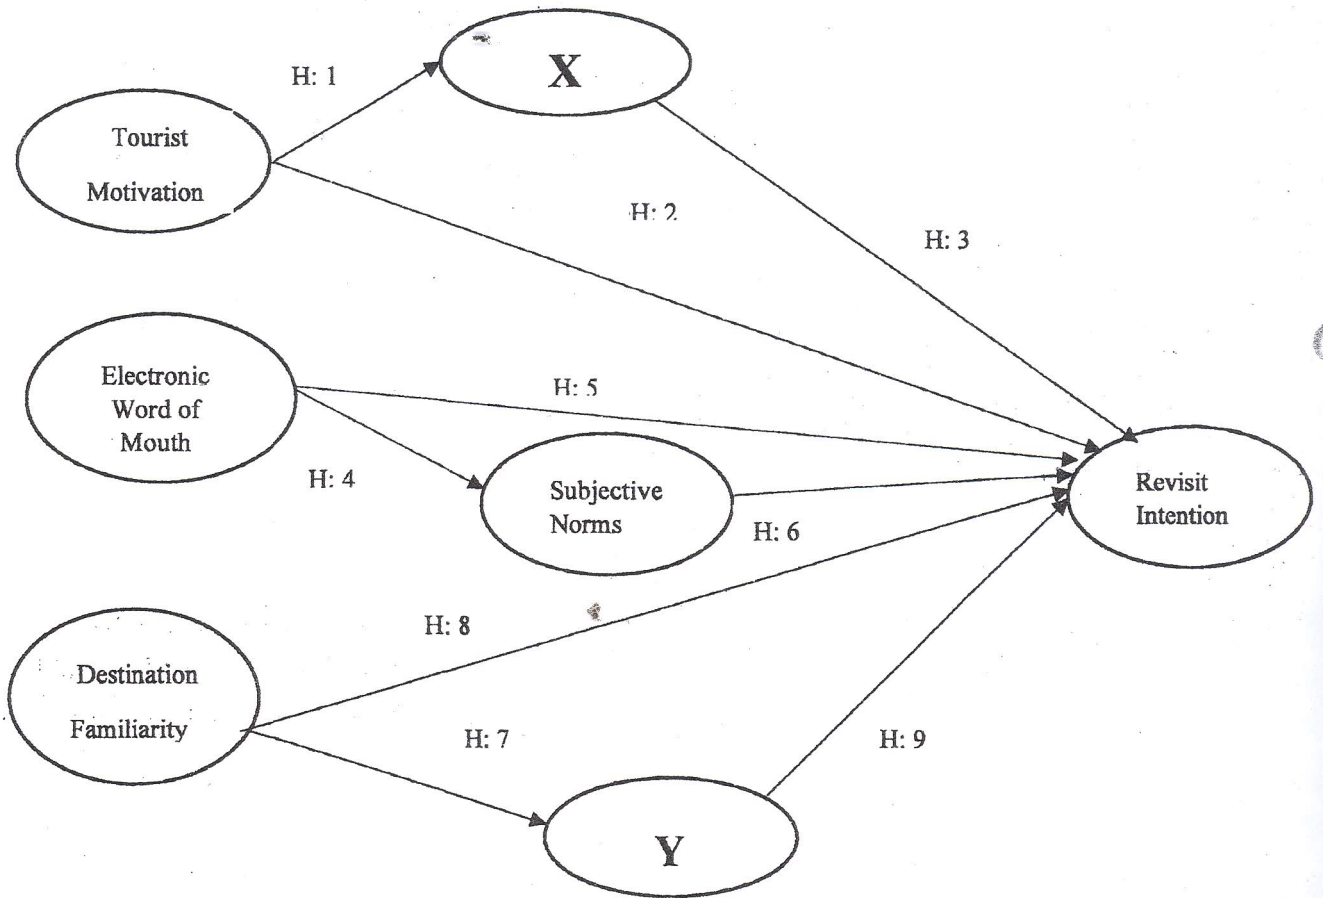 X
H: 1
Tourist
Motivation
H: 2
H: 3
Electronic
Word of
Mouth
H: 5
H: 4
Subjective
Norms
H: 6
Revisit
Intention
H: 8
Destination
Familiarity
H: 7
H: 9
Y